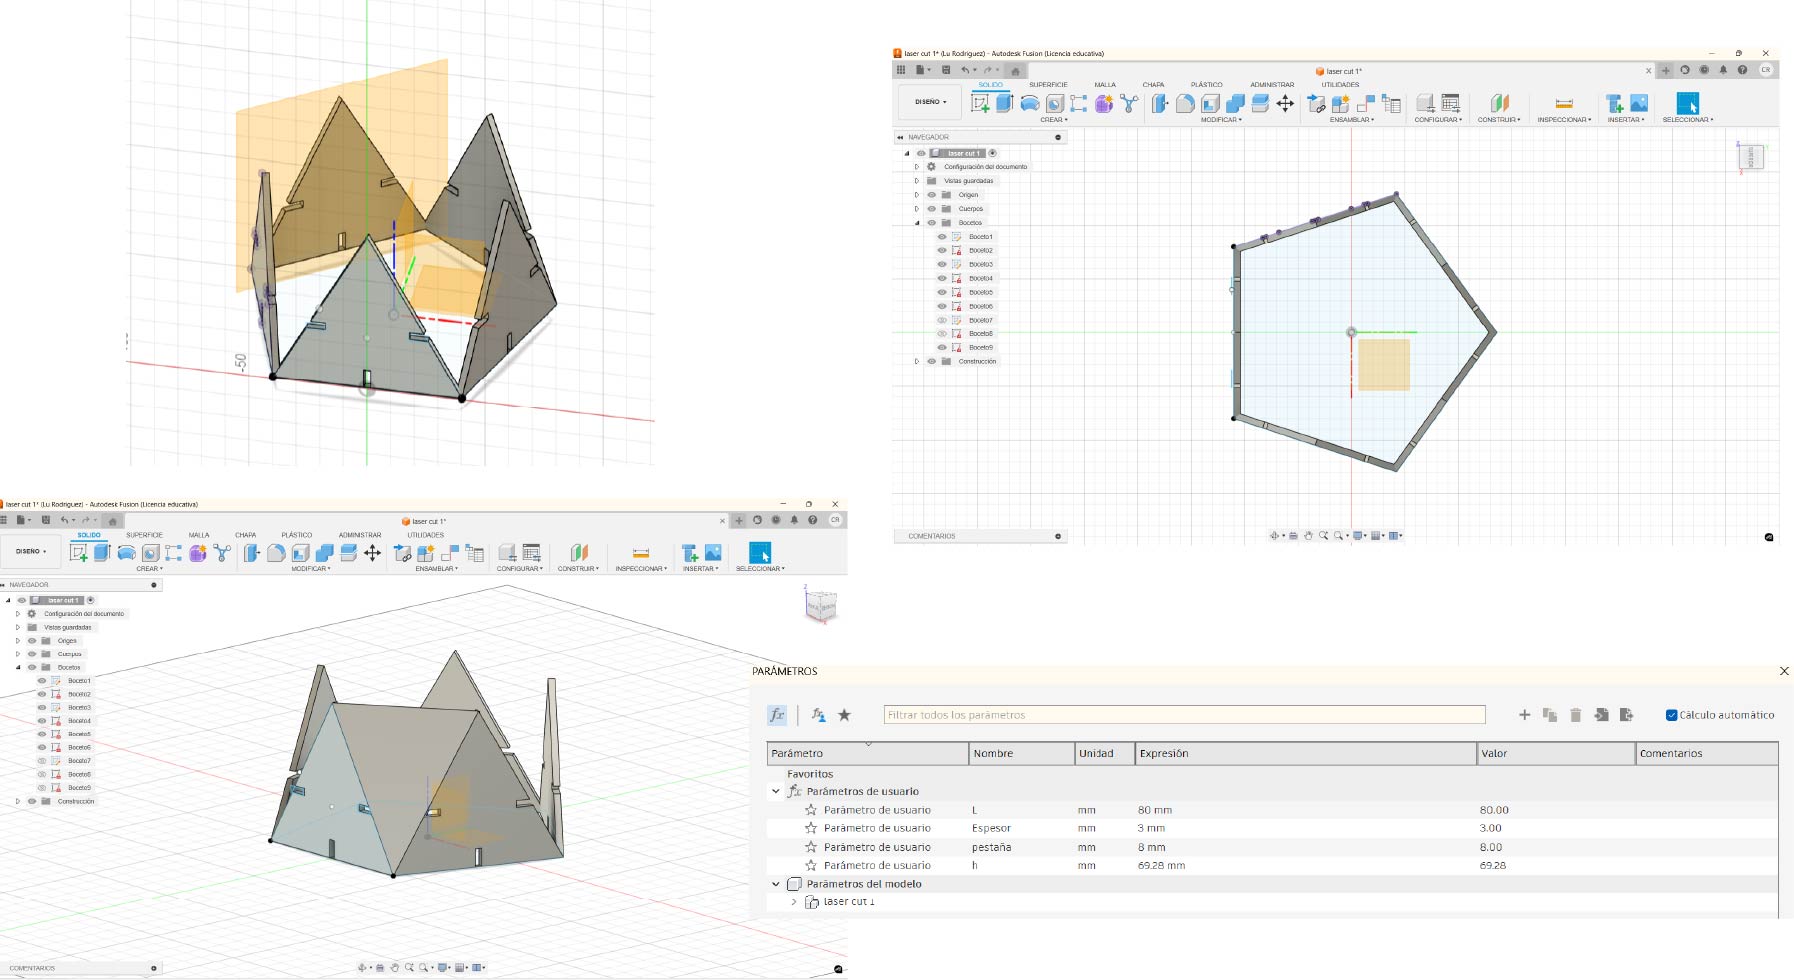 -50
laser cut 1* (Lu Rodriguez) - Autodesk Fusion (Licencia educativa)
laser cut 1*
CR
SOLIDO SUPERFICIE MALLA CHAPA PLÁSTICO ADMINISTRAR UTILIDADES
DISEÑO
CREAR MODIFICAR ENSAMBLAR CONFIGURAR CONSTRUIR INSPECCIONAR INSERTAR SELECCIONAR
NAVEGADOR
laser cut 1
Configuración del documento
Vistas guardadas
Origen
Cuerpos
Bocetos
Boceto1
Boceto2
Boceto3
Boceto4
Boceto5
Boceto6
Boceto7
Boceto8
Boceto9
Construcción
COMENTARIOS
laser cut 1* (Lu Rodriguez) - Autodesk Fusion (Licencia educativa)
laser cut 1*
CR
SOLIDO SUPERFICIE MALLA CHAPA PLÁSTICO ADMINISTRAR UTILIDADES
DISEÑO
CREAR MODIFICAR ENSAMBLAR CONFIGURAR CONSTRUIR INSPECCIONAR INSERTAR SELECCIONAR
NAVEGADOR
laser cut 1
Configuración del documento
Vistas guardadas
Origen
Cuerpos
Bocetos
Boceto1
Boceto2
Boceto3
Boceto4
Boceto5
Boceto6
Boceto7
Boceto8
Boceto9
Construcción
COMENTARIOS
PARÁMETROS
Filtrar todos los parámetros
Cálculo automático
Parámetro Nombre Unidad Expresión Valor Comentarios
Favoritos
Parámetros de usuario
Parámetro de usuario L mm 80 mm 80.00
Parámetro de usuario Espesor mm 3 mm 3.00
Parámetro de usuario pestaña mm 8 mm 8.00
Parámetro de usuario h mm 69.28 mm 69.28
Parámetros del modelo
laser cut 1